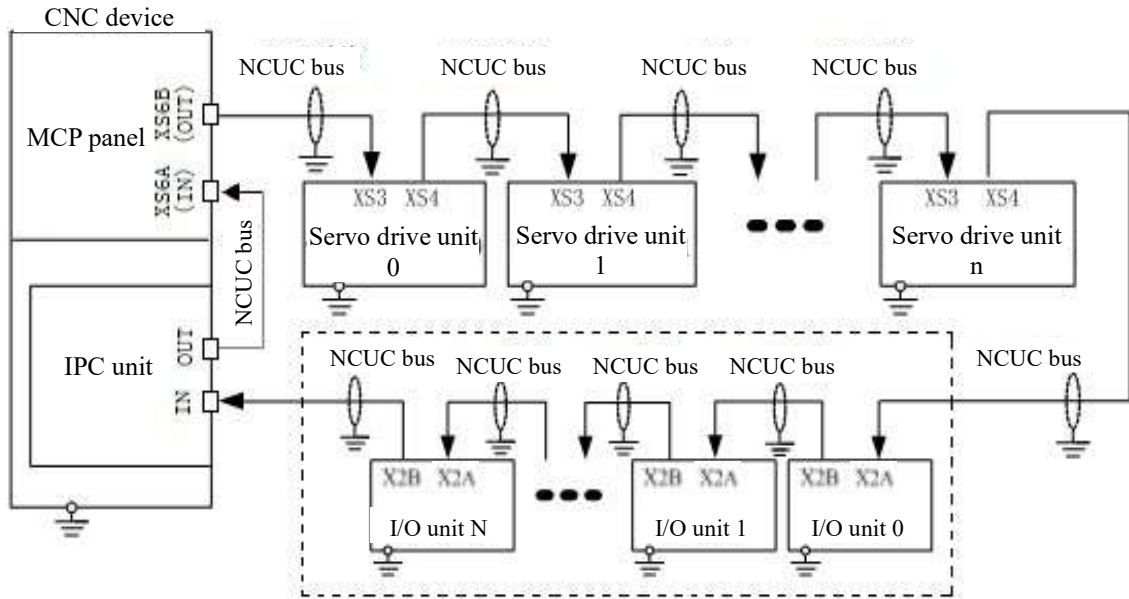 CNC device
NCUC bus
NCUC bus
NCUC bus
NCUC bus
XS6B
(OUT)
MCP panel
XS6A
(IN)
XS3 XS4
XS3 XS4
XS3 XS4
Servo drive unit
0
Servo drive unit
1
Servo drive unit
n
NCUC bus
OUT
IPC unit
IN
NCUC bus
NCUC bus
NCUC bus
NCUC bus
NCUC bus
X2B X2A
X2B X2A
X2B X2A
I/O unit N
I/O unit 1
I/O unit 0